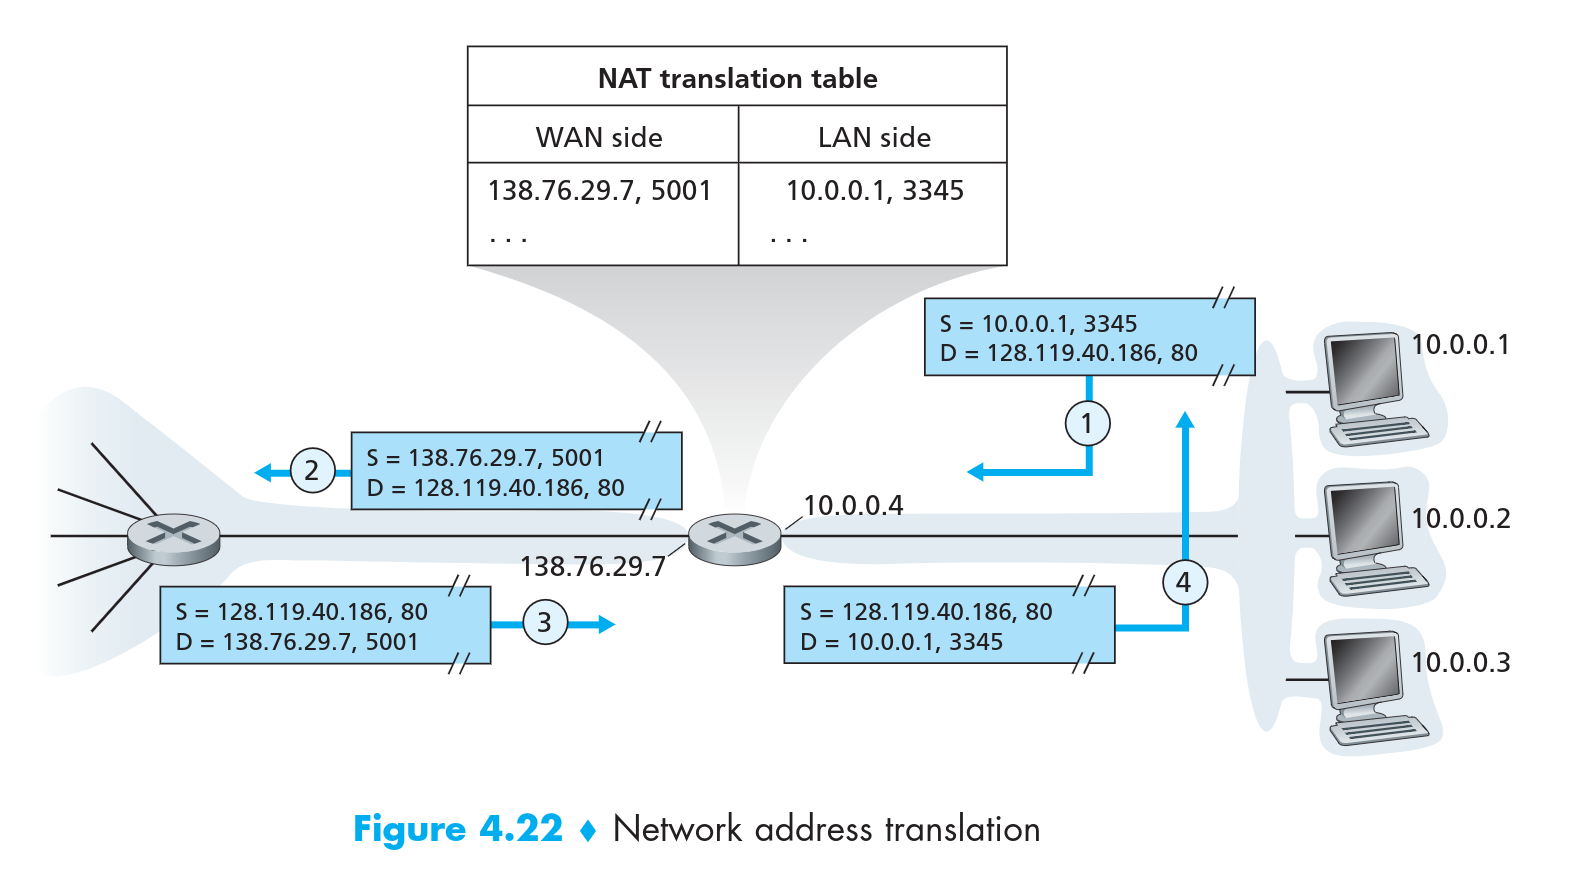 NAT translation table
WAN side LAN side
138.76.29.7, 5001 10.0.0.1, 3345
. . . . . .
S = 10.0.0.1, 3345
D = 128.119.40.186, 80
1
10.0.0.1
2
S = 138.76.29.7, 5001
D = 128.119.40.186, 80
10.0.0.4
10.0.0.2
138.76.29.7
S = 128.119.40.186, 80
D = 138.76.29.7, 5001
3
S = 128.119.40.186, 80
D = 10.0.0.1, 3345
4
10.0.0.3
Figure 4.22 ♦ Network address translation